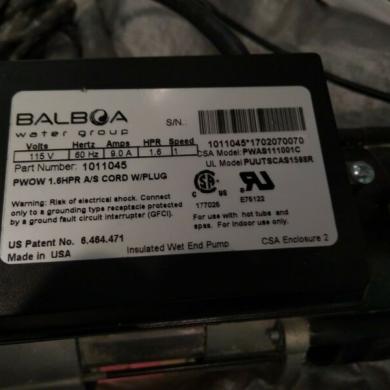 BALBOA
water group
S/N:
1011045*1702070070
Volts Hertz Amps HPR Speed
115 V 60 Hz 9.0 A 1.6 1
CSA Model: PWAS111001C
UL Model: PUUTSCAS1598R
Part Number: 1011045
PWOW 1.6HPR A/S CORD W/PLUG
Warning: Risk of electrical shock. Connect
only to a grounding type receptacle protected
by a ground fault circuit interrupter (GFCI).
177025
E75122
For use with hot tubs and
spas. For indoor use only.
US Patent No. 6,464,471
Made in USA
Insulated Wet End Pump
CSA Enclosure 2